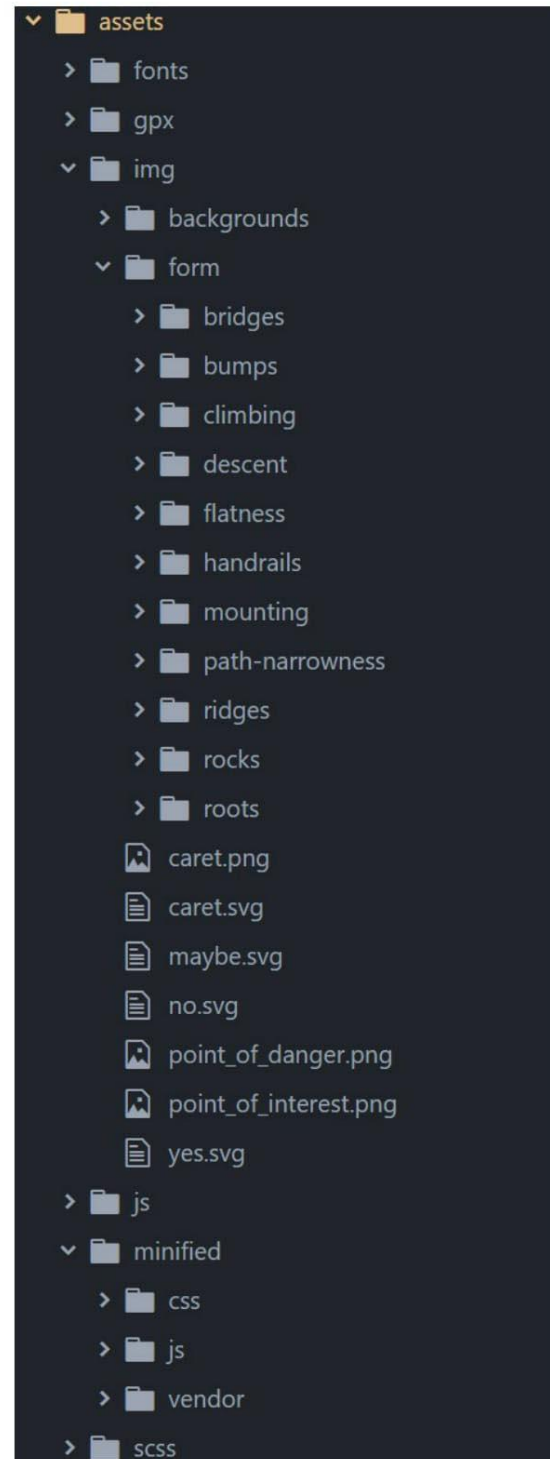 assets
fonts
gpx
img
backgrounds
form
bridges
bumps
climbing
descent
flatness
handrails
mounting
path-narrowness
ridges
rocks
roots
caret.png
caret.svg
maybe.svg
no.svg
point_of_danger.png
point_of_interest.png
yes.svg
js
minified
css
js
vendor
scss